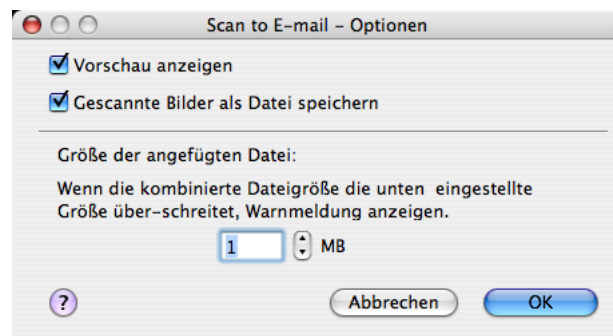 Scan to E-mail – Optionen
Vorschau anzeigen
Gescannte Bilder als Datei speichern
Größe der angefügten Datei:
Wenn die kombinierte Dateigröße die unten eingestellte
Größe über-schreitet, Warnmeldung anzeigen.
1 MB
? Abbrechen OK